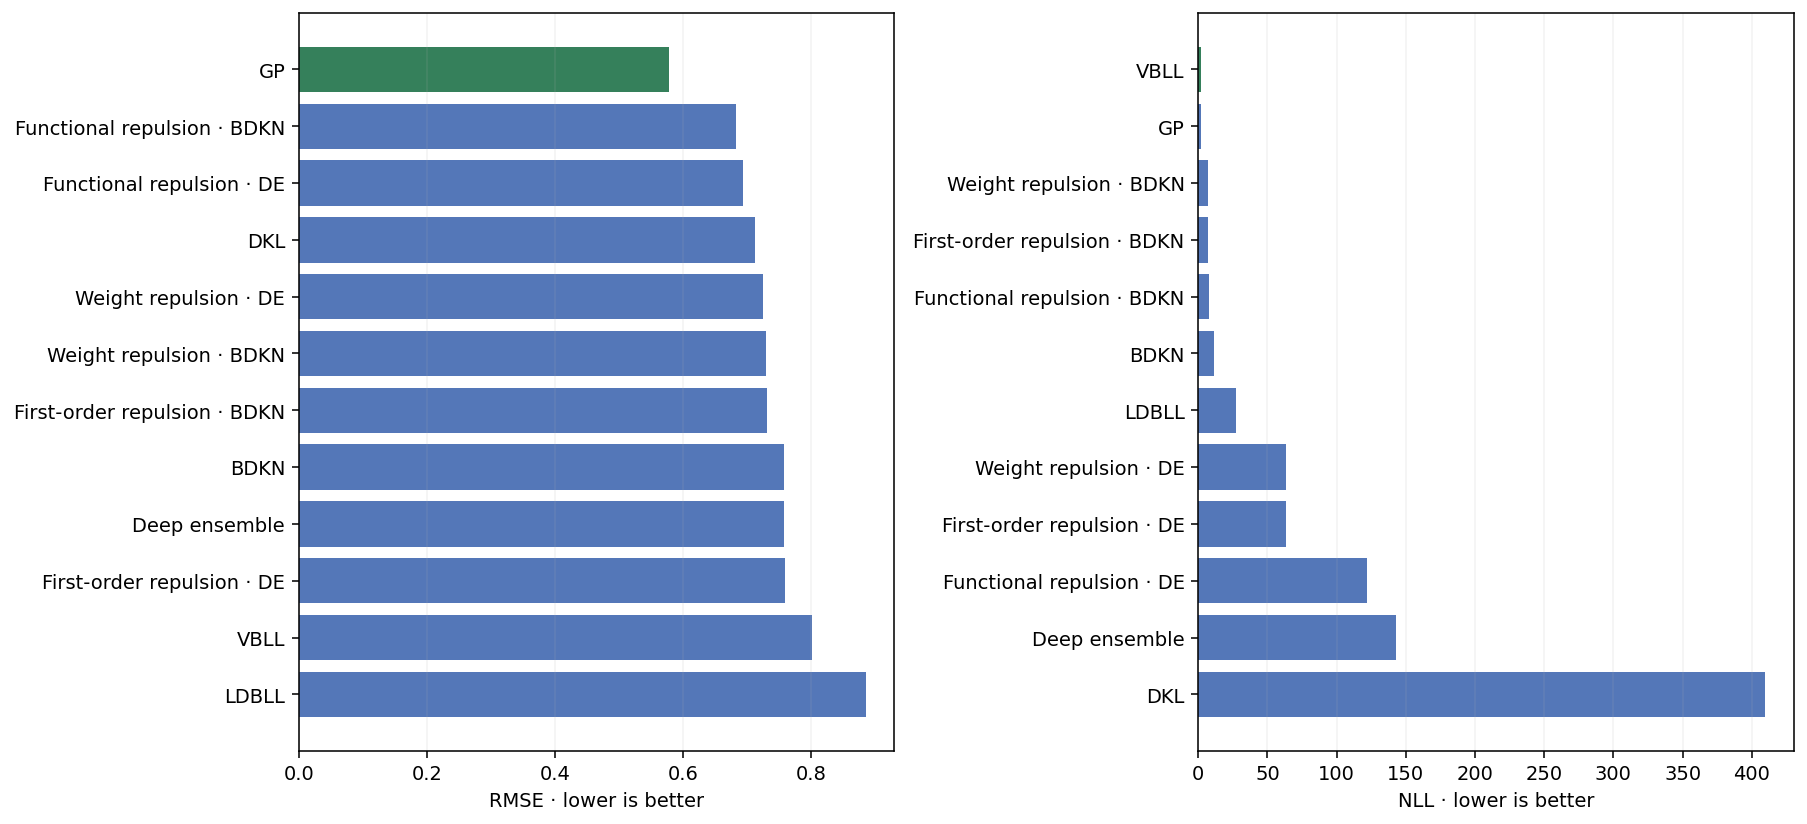 GP
Functional repulsion · BDKN
Functional repulsion · DE
DKL
Weight repulsion · DE
Weight repulsion · BDKN
First-order repulsion · BDKN
BDKN
Deep ensemble
First-order repulsion · DE
VBLL
LDBLL
0.0 0.2 0.4 0.6 0.8
RMSE · lower is better
VBLL
GP
Weight repulsion · BDKN
First-order repulsion · BDKN
Functional repulsion · BDKN
BDKN
LDBLL
Weight repulsion · DE
First-order repulsion · DE
Functional repulsion · DE
Deep ensemble
DKL
0 50 100 150 200 250 300 350 400
NLL · lower is better